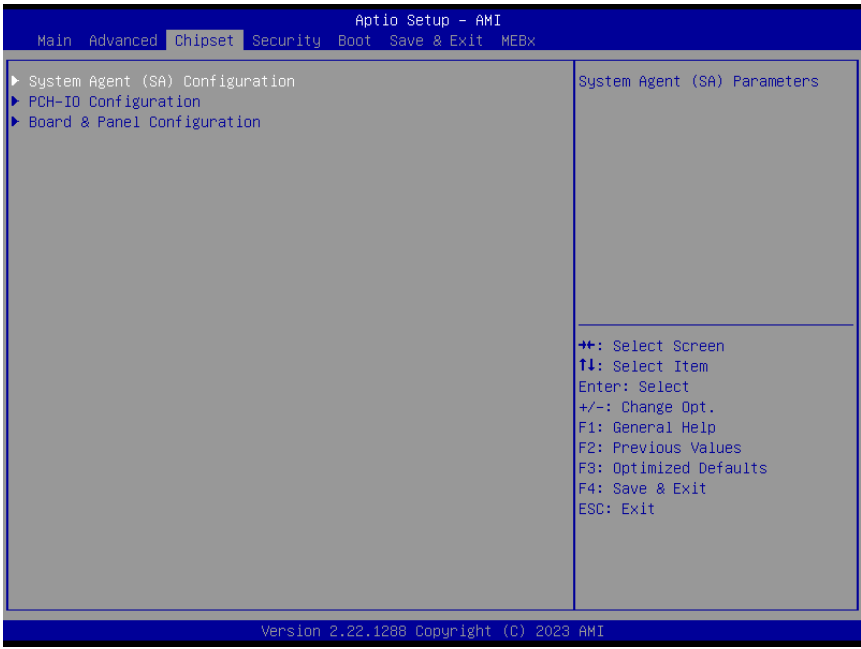 Aptio Setup – AMI
Main Advanced Chipset Security Boot Save & Exit MEBx
System Agent (SA) Configuration
PCH-IO Configuration
Board & Panel Configuration
System Agent (SA) Parameters
→←: Select Screen
↑↓: Select Item
Enter: Select
+/-: Change Opt.
F1: General Help
F2: Previous Values
F3: Optimized Defaults
F4: Save & Exit
ESC: Exit
Version 2.22.1288 Copyright (C) 2023 AMI